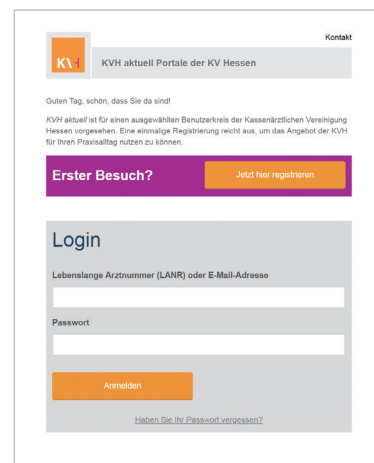 Kontakt
KVH
KVH aktuell Portale der KV Hessen
Guten Tag, schön, dass Sie da sind!
KVH aktuell ist für einen ausgewählten Benutzerkreis der Kassenärztlichen Vereinigung
Hessen vorgesehen. Eine einmalige Registrierung reicht aus, um das Angebot der KVH
für Ihren Praxisalltag nutzen zu können.
Erster Besuch?
Jetzt hier registrieren
Login
Lebenslange Arztnummer (LANR) oder E-Mail-Adresse
Passwort
Anmelden
Haben Sie Ihr Passwort vergessen?